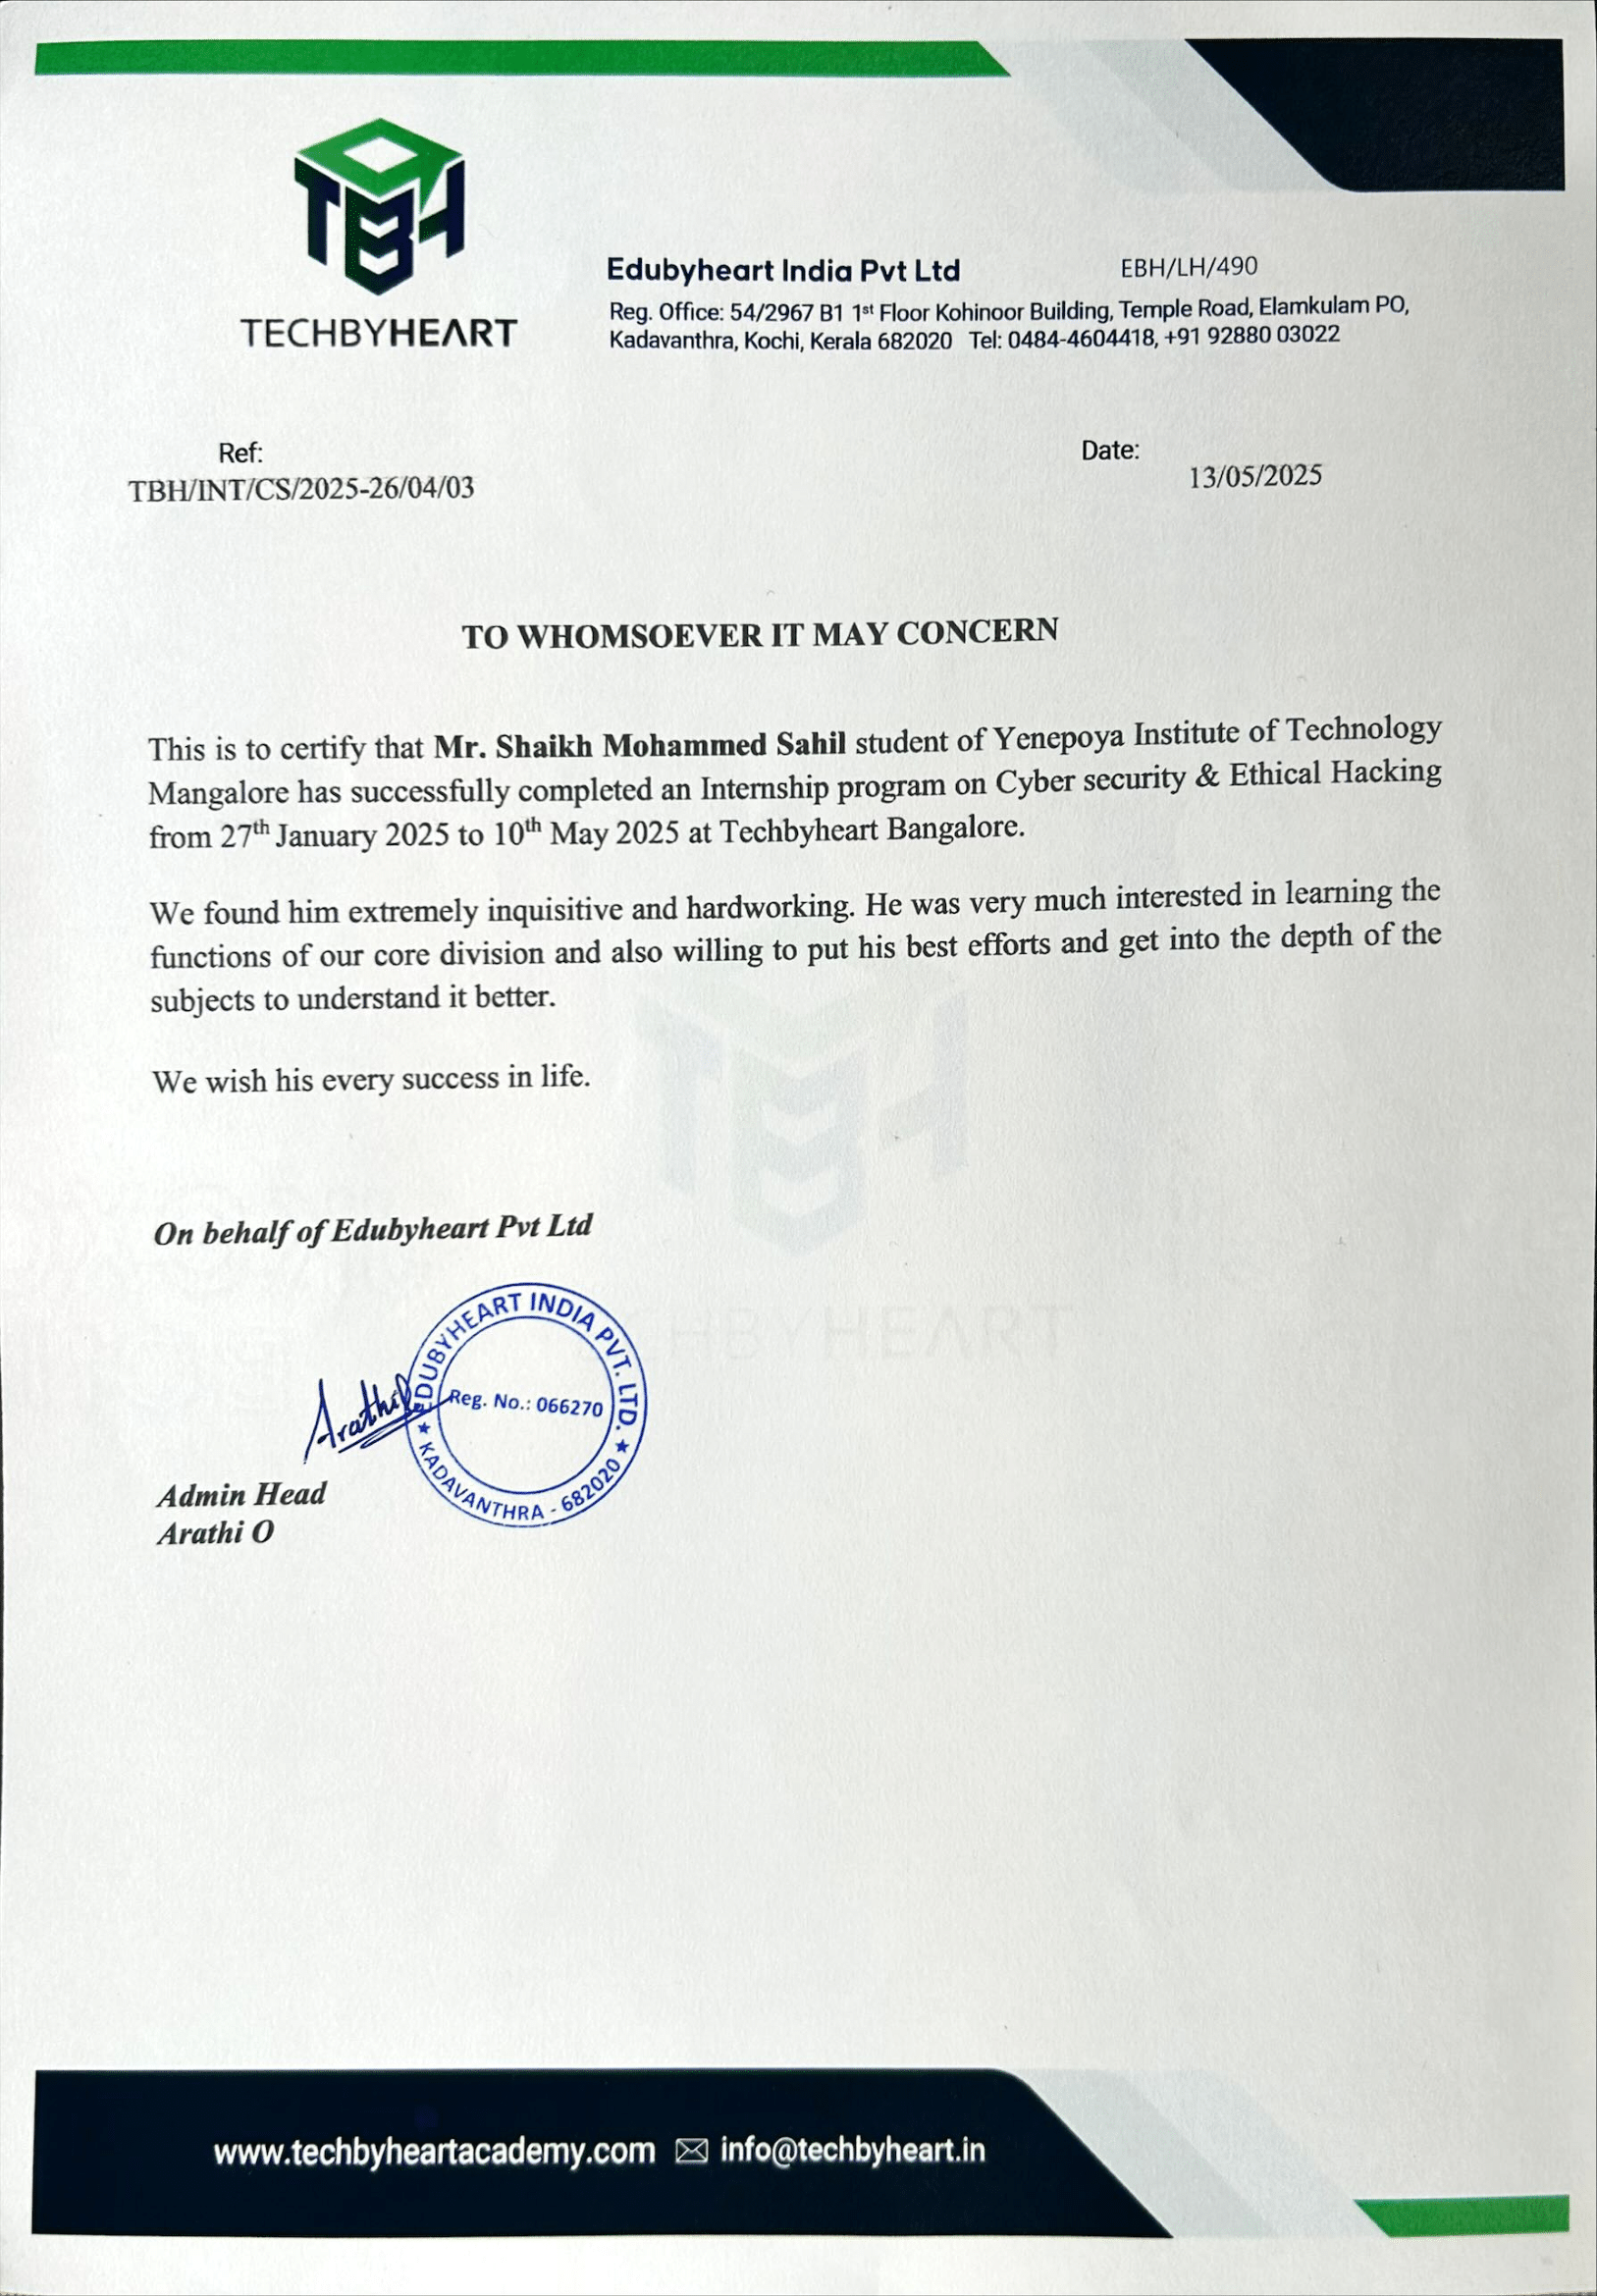 TBH
TECHBYHEART
Edubyheart India Pvt Ltd EBH/LH/490
Reg. Office: 54/2967 B1 1st Floor Kohinoor Building, Temple Road, Elamkulam PO,
Kadavanthra, Kochi, Kerala 682020 Tel: 0484-4604418, +91 92880 03022
Ref:
TBH/INT/CS/2025-26/04/03
Date:
13/05/2025
TO WHOMSOEVER IT MAY CONCERN
This is to certify that Mr. Shaikh Mohammed Sahil student of Yenepoya Institute of Technology
Mangalore has successfully completed an Internship program on Cyber security & Ethical Hacking
from 27th January 2025 to 10th May 2025 at Techbyheart Bangalore.
We found him extremely inquisitive and hardworking. He was very much interested in learning the
functions of our core division and also willing to put his best efforts and get into the depth of the
subjects to understand it better.
We wish his every success in life.
TBH
TECHBYHEART
On behalf of Edubyheart Pvt Ltd
EDUBYHEART INDIA PVT. LTD.
Reg. No.: 066270
★ KADAVANTHRA - 682020 ★
Arathi O
Admin Head
Arathi O
www.techbyheartacademy.com ✉ info@techbyheart.in